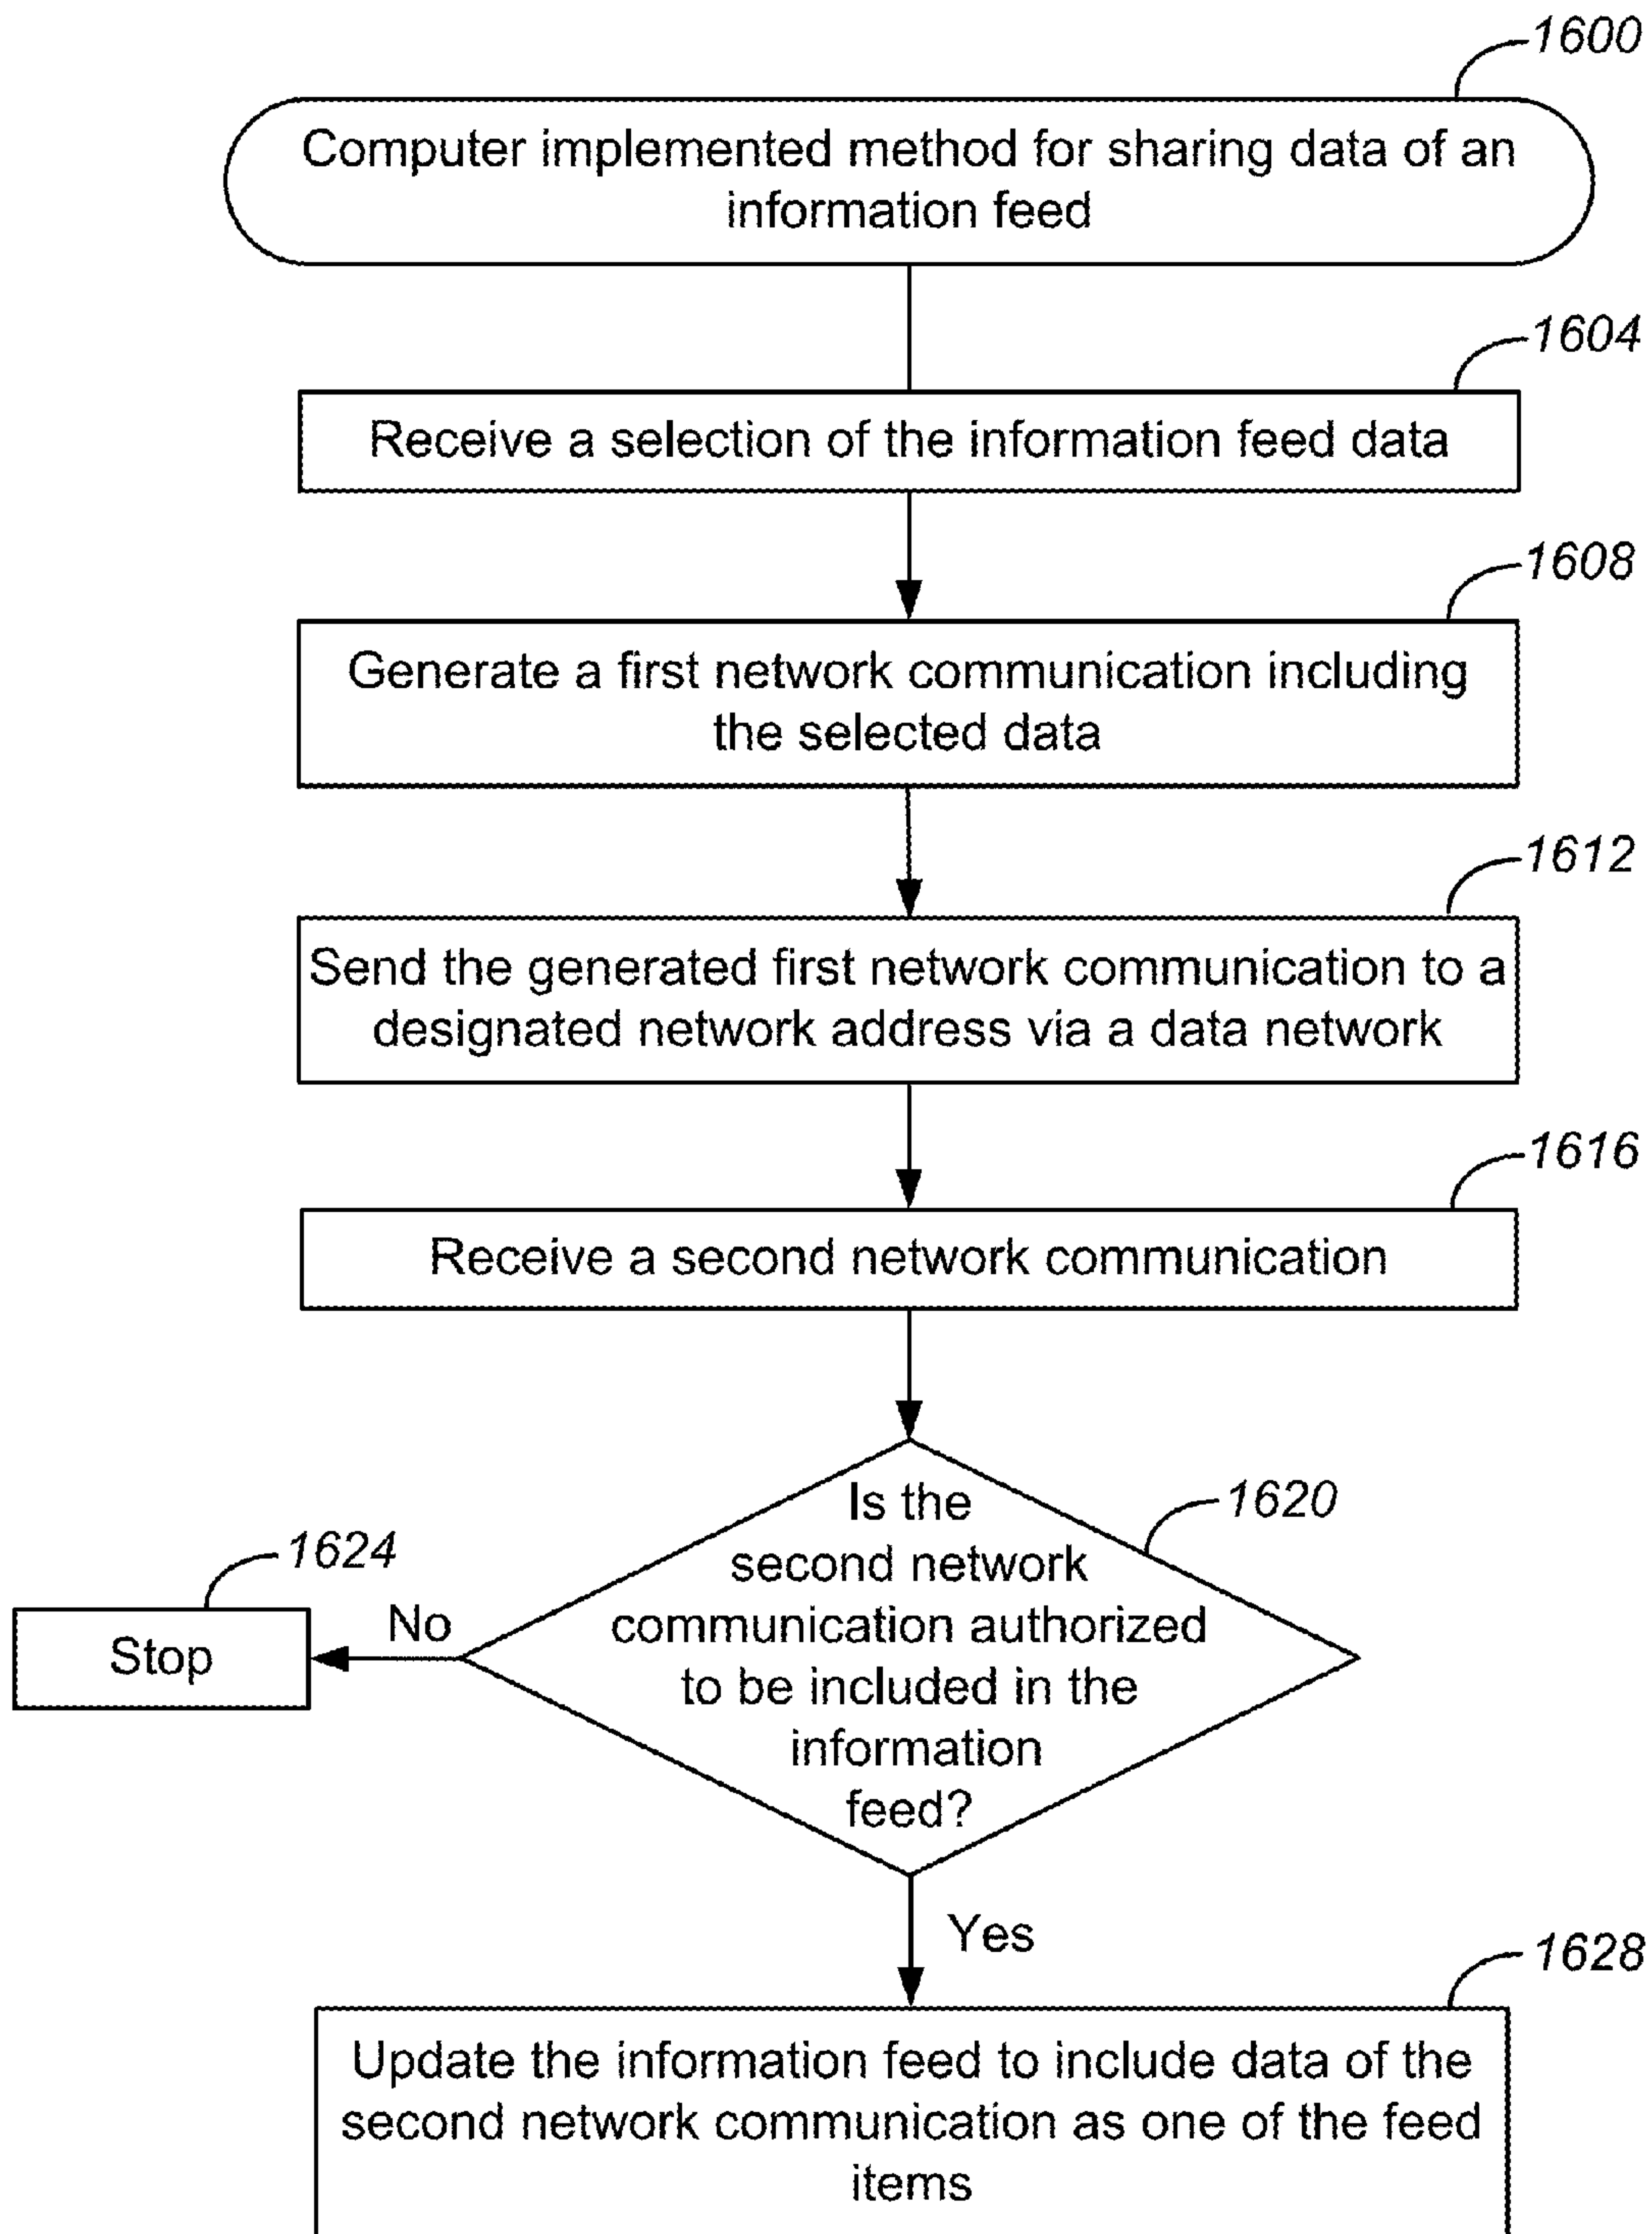 1600
Computer implemented method for sharing data of an
information feed
1604
Receive a selection of the information feed data
1608
Generate a first network communication including
the selected data
1612
Send the generated first network communication to a
designated network address via a data network
1616
Receive a second network communication
1620
Is the
second network
communication authorized
to be included in the
information
feed?
1624
No
Stop
Yes
1628
Update the information feed to include data of the
second network communication as one of the feed
items